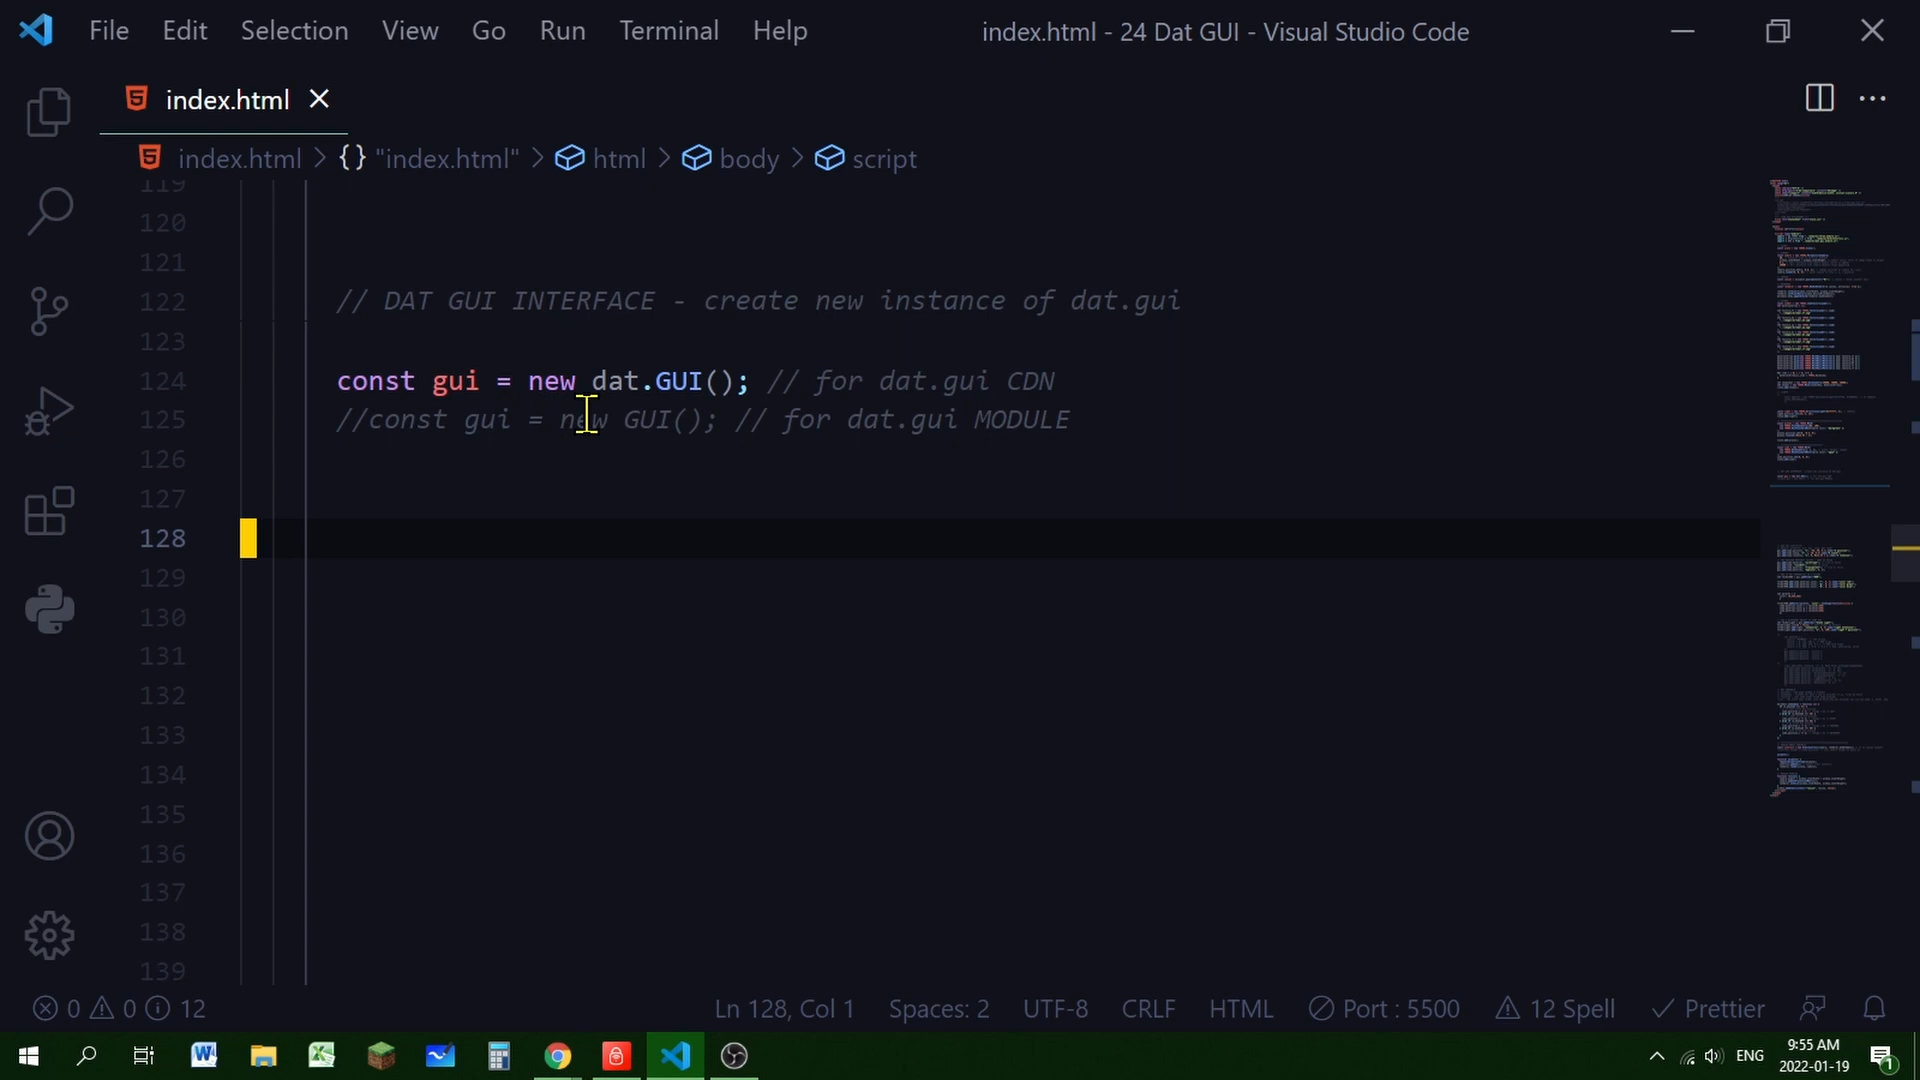 File Edit Selection View Go Run Terminal Help
index.html - 24 Dat GUI - Visual Studio Code
index.html
index.html > {} "index.html" > html > body > script
119
120
121
122 // DAT GUI INTERFACE - create new instance of dat.gui
123
124 const gui = new dat.GUI(); // for dat.gui CDN
125 //const gui = new GUI(); // for dat.gui MODULE
126
127
128
129
130
131
132
133
134
135
136
137
138
139
0 0 12 Ln 128, Col 1 Spaces: 2 UTF-8 CRLF HTML Port : 5500 12 Spell Prettier
ENG
9:55 AM
2022-01-19
1